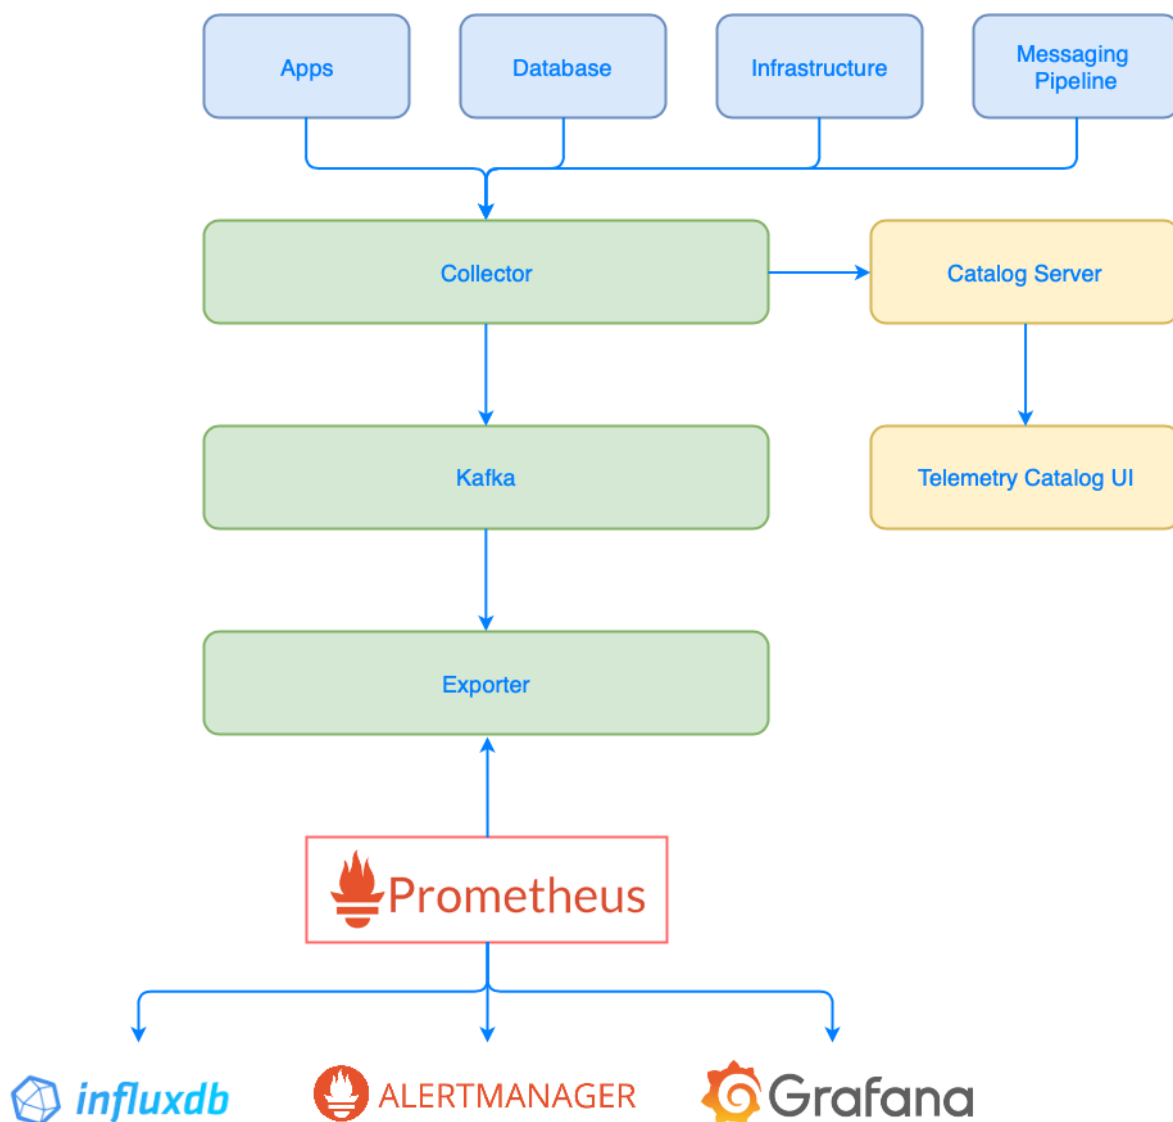 Apps
Database
Infrastructure
Messaging
Pipeline
Collector
Catalog Server
Kafka
Telemetry Catalog UI
Exporter
Prometheus
influxdb
ALERTMANAGER
Grafana